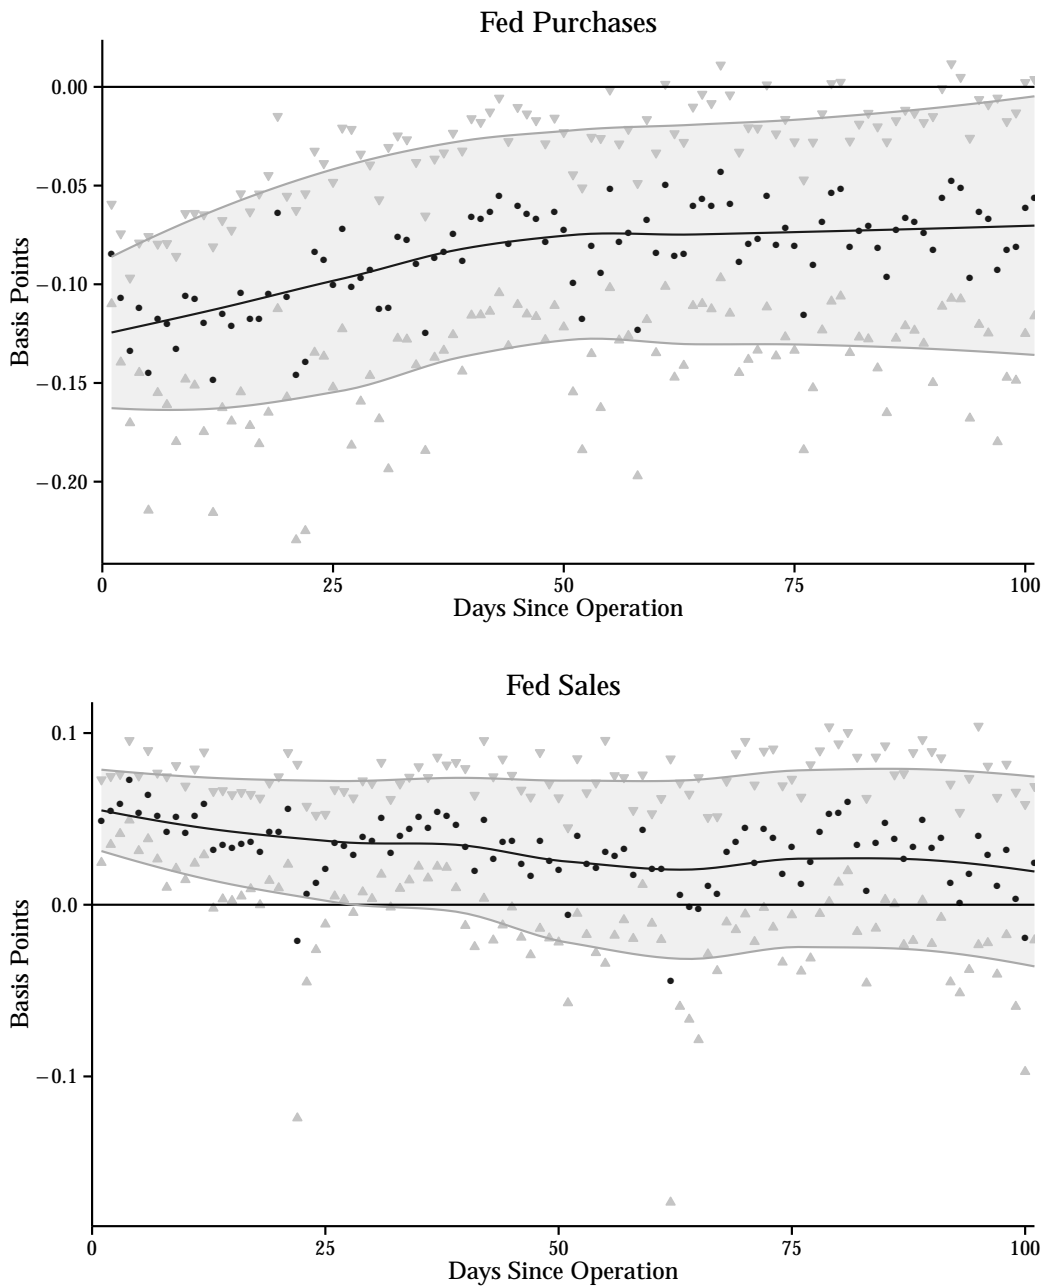 Fed Purchases
0.00
−0.05
−0.10
−0.15
−0.20
Basis Points
0 25 50 75 100
Days Since Operation
Fed Sales
0.1
0.0
−0.1
Basis Points
0 25 50 75 100
Days Since Operation